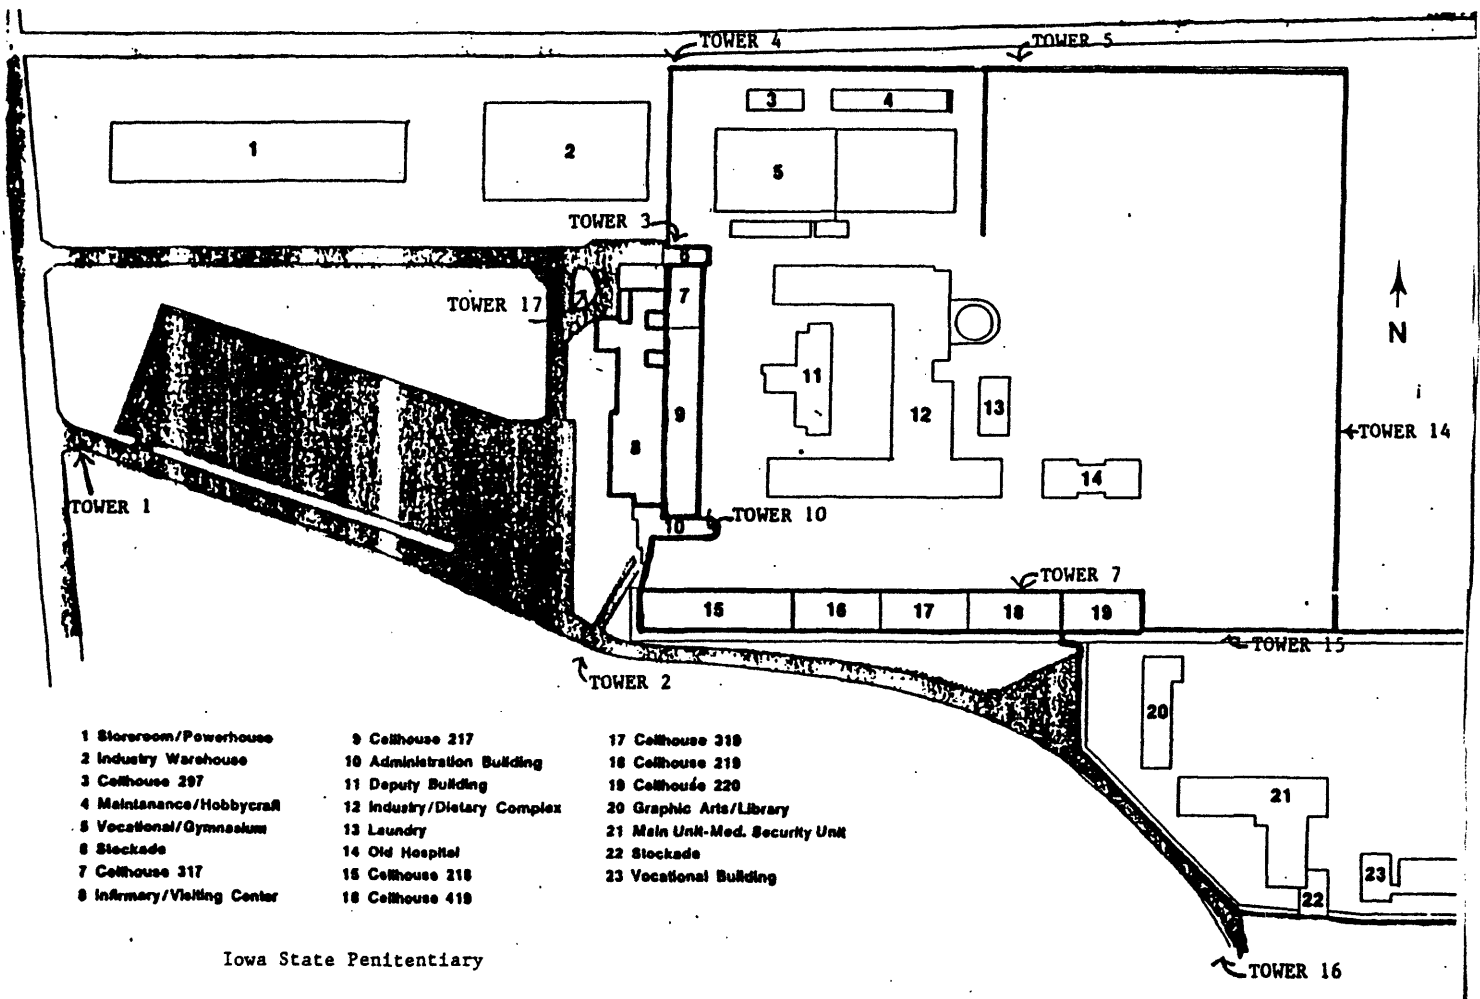 TOWER 4
TOWER 5
3
4
1
2
5
TOWER 3
6
7
TOWER 17
N
11
13
9
12
TOWER 14
8
14
TOWER 1
10
TOWER 10
TOWER 7
15
16
17
18
19
TOWER 15
TOWER 2
20
21
23
22
TOWER 16
1 Storeroom/Powerhouse
2 Industry Warehouse
3 Cellhouse 297
4 Maintanance/Hobbycraft
5 Vocational/Gymnasium
6 Stockade
7 Cellhouse 317
8 Infirmary/Visiting Center
9 Cellhouse 217
10 Administration Building
11 Deputy Building
12 Industry/Dietary Complex
13 Laundry
14 Old Hospital
15 Cellhouse 218
16 Cellhouse 419
17 Cellhouse 319
18 Cellhouse 219
19 Cellhouse 220
20 Graphic Arts/Library
21 Main Unit-Med. Security Unit
22 Stockade
23 Vocational Building
Iowa State Penitentiary